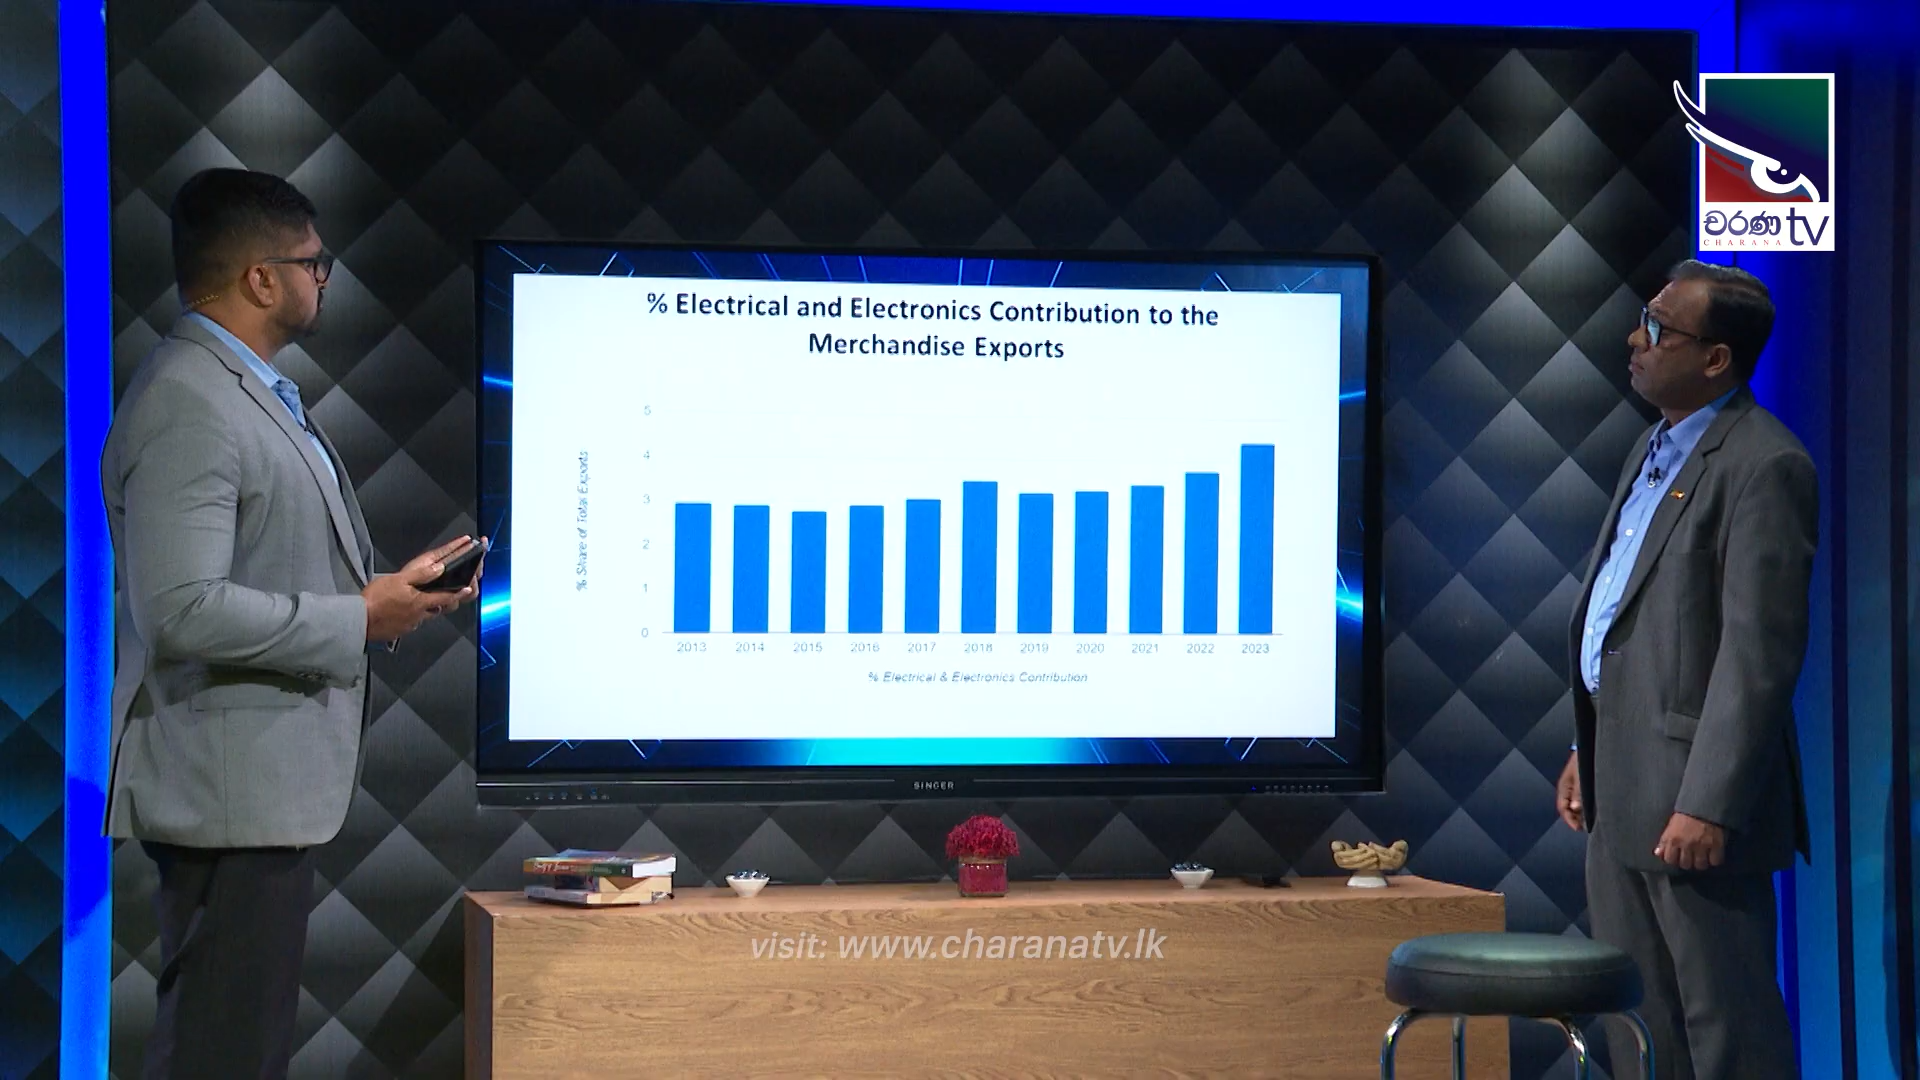 චරණ tv
CHARANA
% Electrical and Electronics Contribution to the
Merchandise Exports
% Share of Total Exports
5
4
3
2
1
0
2013 2014 2015 2016 2017 2018 2019 2020 2021 2022 2023
% Electrical & Electronics Contribution
SINGER
visit: www.charanatv.lk